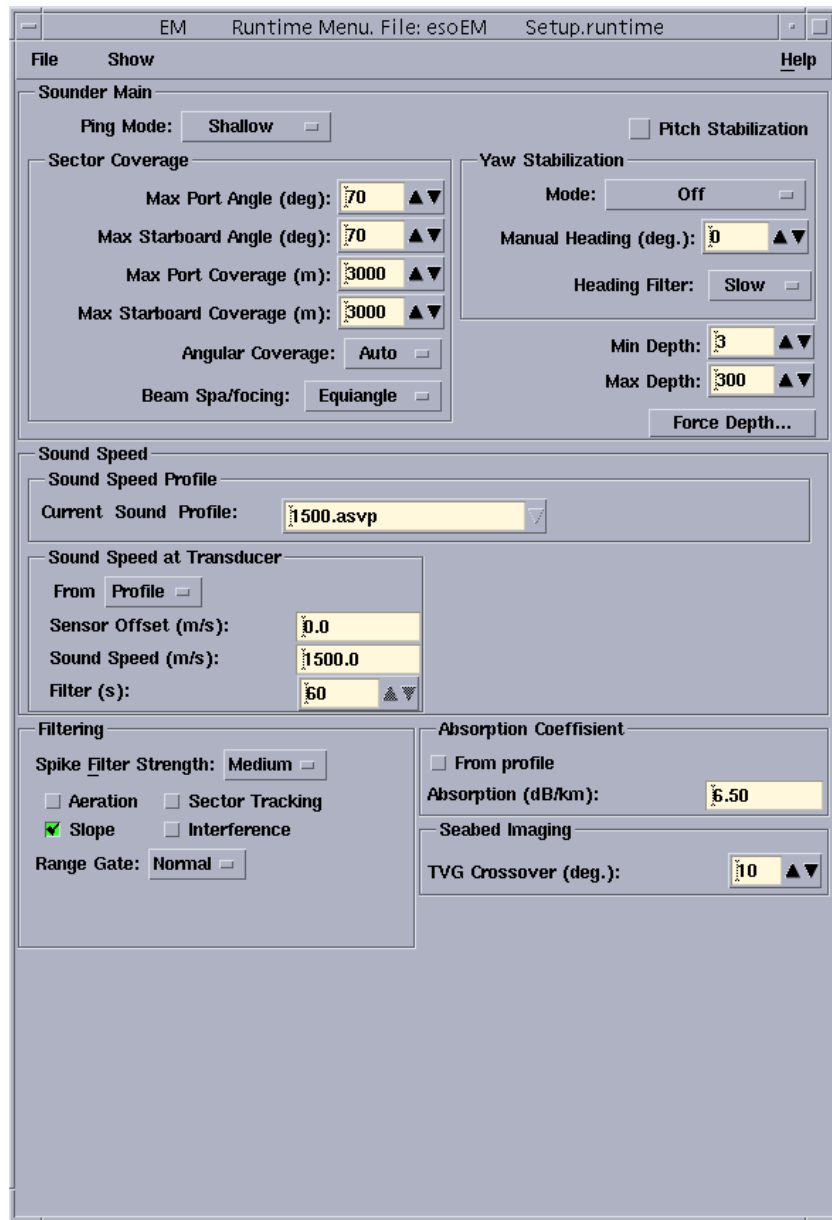 EM Runtime Menu. File: esoEM Setup.runtime
File Show Help
Sounder Main
Ping Mode: Shallow
Pitch Stabilization
Sector Coverage
Max Port Angle (deg): 70
Max Starboard Angle (deg): 70
Max Port Coverage (m): 3000
Max Starboard Coverage (m): 3000
Angular Coverage: Auto
Beam Spa/focing: Equiangle
Yaw Stabilization
Mode: Off
Manual Heading (deg.): 0
Heading Filter: Slow
Min Depth: 3
Max Depth: 300
Force Depth...
Sound Speed
Sound Speed Profile
Current Sound Profile: 1500.asvp
Sound Speed at Transducer
From Profile
Sensor Offset (m/s): 0.0
Sound Speed (m/s): 1500.0
Filter (s): 60
Filtering
Spike Filter Strength: Medium
Aeration Sector Tracking
Slope Interference
Range Gate: Normal
Absorption Coeffisient
From profile
Absorption (dB/km): 6.50
Seabed Imaging
TVG Crossover (deg.): 10